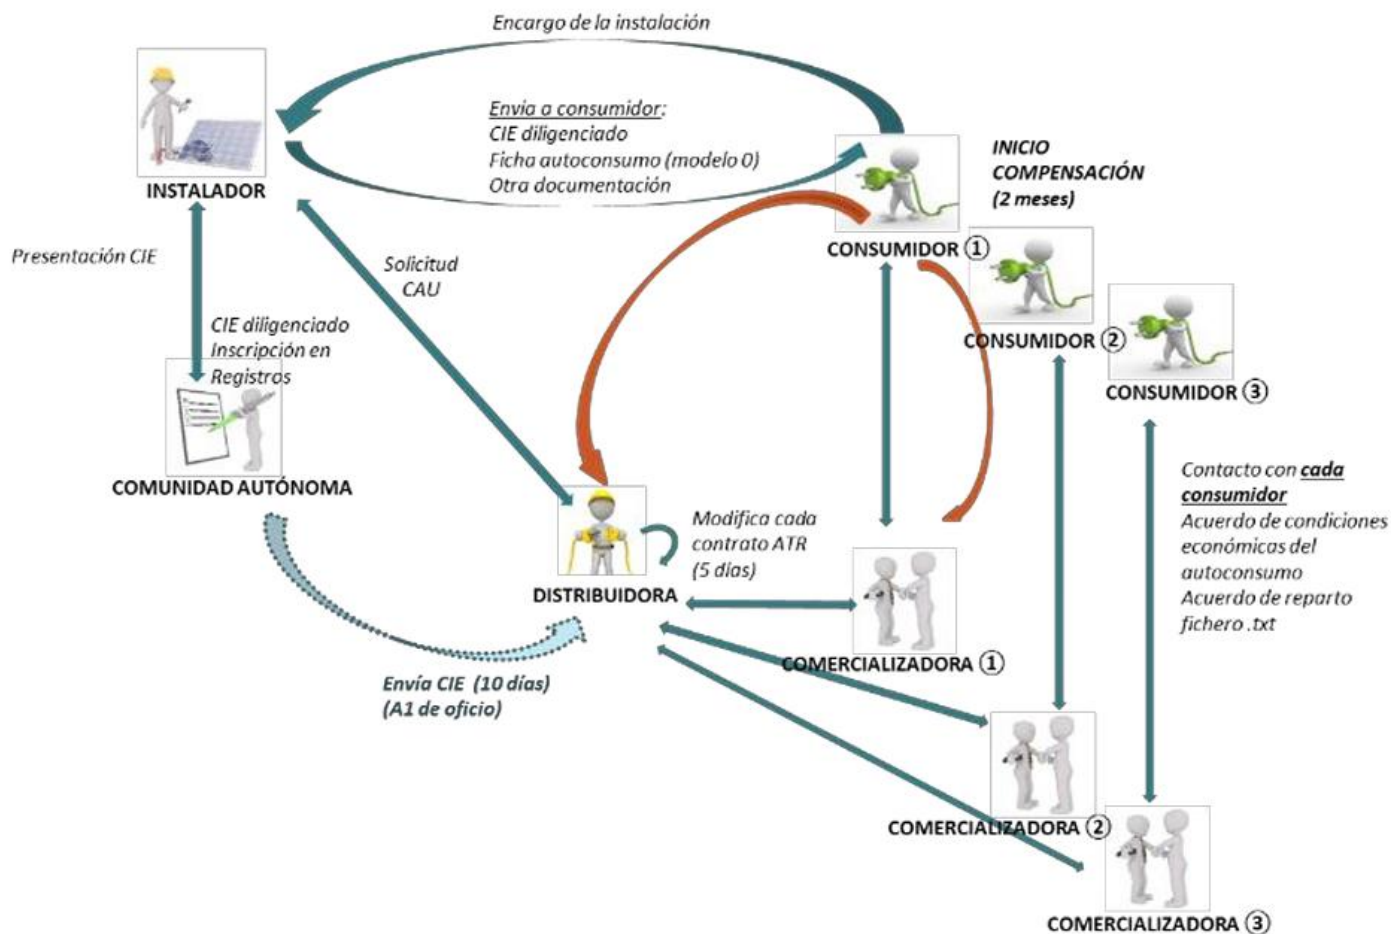 Encargo de la instalación
Envia a consumidor:
CIE diligenciado
Ficha autoconsumo (modelo 0)
Otra documentación
INSTALADOR
INICIO
COMPENSACIÓN
(2 meses)
Presentación CIE
Solicitud
CAU
CONSUMIDOR ①
CIE diligenciado
Inscripción en
Registros
CONSUMIDOR ②
CONSUMIDOR ③
COMUNIDAD AUTÓNOMA
Contacto con cada
consumidor
Acuerdo de condiciones
económicas del
autoconsumo
Acuerdo de reparto
fichero .txt
Modifica cada
contrato ATR
(5 días)
DISTRIBUIDORA
COMERCIALIZADORA ①
Envía CIE (10 días)
(A1 de oficio)
COMERCIALIZADORA ②
COMERCIALIZADORA ③